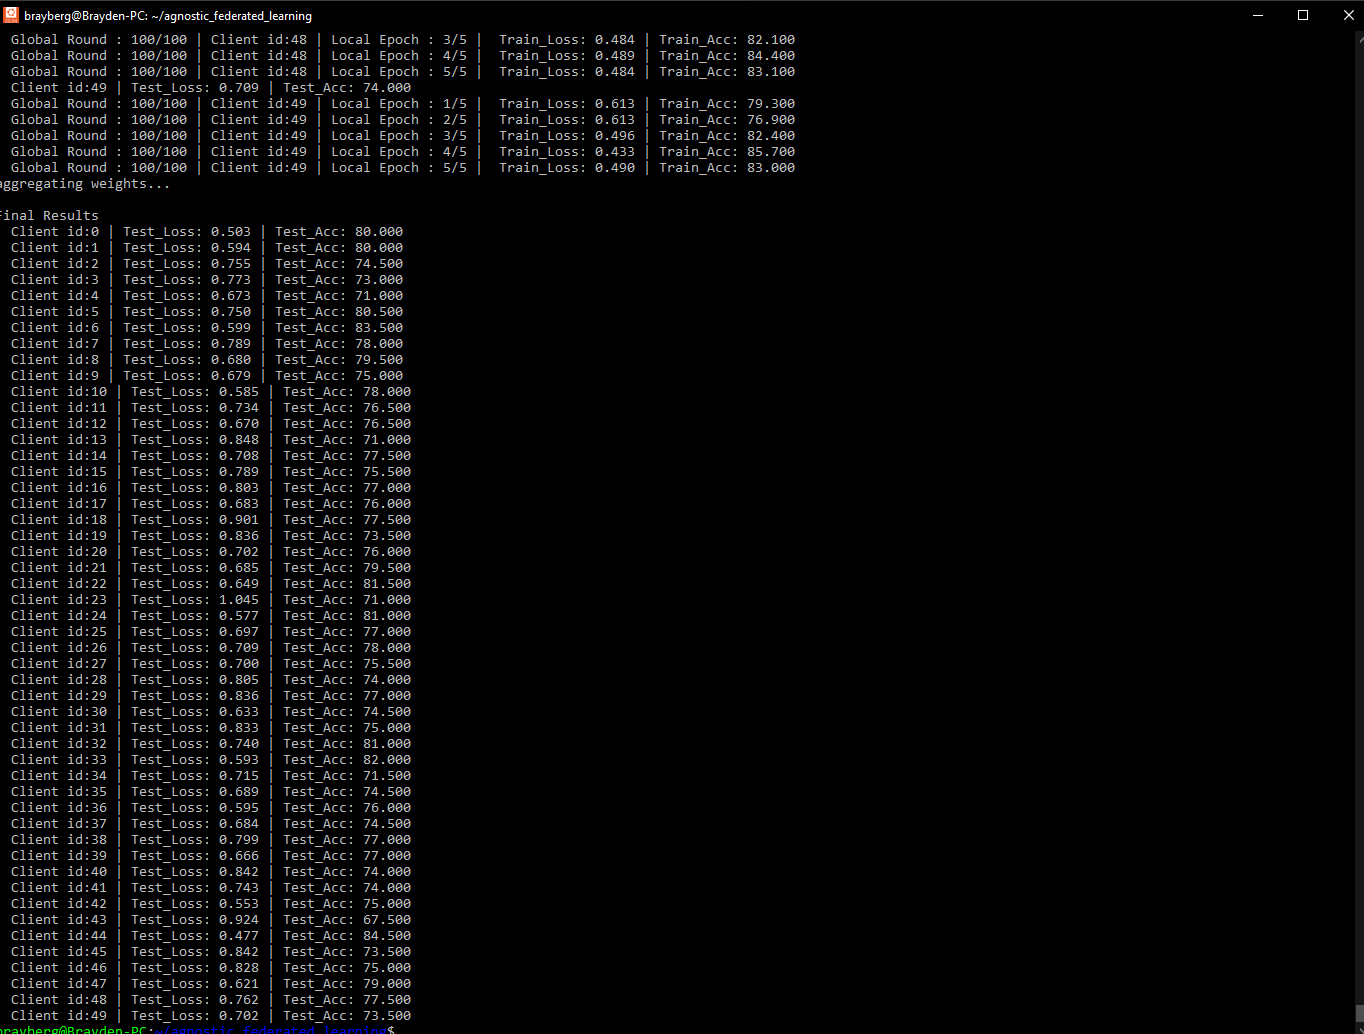 brayberg@Brayden-PC: ~/agnostic_federated_learning
Global Round : 100/100 | Client id:48 | Local Epoch : 3/5 | Train_Loss: 0.484 | Train_Acc: 82.100
Global Round : 100/100 | Client id:48 | Local Epoch : 4/5 | Train_Loss: 0.489 | Train_Acc: 84.400
Global Round : 100/100 | Client id:48 | Local Epoch : 5/5 | Train_Loss: 0.484 | Train_Acc: 83.100
Client id:49 | Test_Loss: 0.709 | Test_Acc: 74.000
Global Round : 100/100 | Client id:49 | Local Epoch : 1/5 | Train_Loss: 0.613 | Train_Acc: 79.300
Global Round : 100/100 | Client id:49 | Local Epoch : 2/5 | Train_Loss: 0.613 | Train_Acc: 76.900
Global Round : 100/100 | Client id:49 | Local Epoch : 3/5 | Train_Loss: 0.496 | Train_Acc: 82.400
Global Round : 100/100 | Client id:49 | Local Epoch : 4/5 | Train_Loss: 0.433 | Train_Acc: 85.700
Global Round : 100/100 | Client id:49 | Local Epoch : 5/5 | Train_Loss: 0.490 | Train_Acc: 83.000
aggregating weights...
Final Results
Client id:0 | Test_Loss: 0.503 | Test_Acc: 80.000
Client id:1 | Test_Loss: 0.594 | Test_Acc: 80.000
Client id:2 | Test_Loss: 0.755 | Test_Acc: 74.500
Client id:3 | Test_Loss: 0.773 | Test_Acc: 73.000
Client id:4 | Test_Loss: 0.673 | Test_Acc: 71.000
Client id:5 | Test_Loss: 0.750 | Test_Acc: 80.500
Client id:6 | Test_Loss: 0.599 | Test_Acc: 83.500
Client id:7 | Test_Loss: 0.789 | Test_Acc: 78.000
Client id:8 | Test_Loss: 0.680 | Test_Acc: 79.500
Client id:9 | Test_Loss: 0.679 | Test_Acc: 75.000
Client id:10 | Test_Loss: 0.585 | Test_Acc: 78.000
Client id:11 | Test_Loss: 0.734 | Test_Acc: 76.500
Client id:12 | Test_Loss: 0.670 | Test_Acc: 76.500
Client id:13 | Test_Loss: 0.848 | Test_Acc: 71.000
Client id:14 | Test_Loss: 0.708 | Test_Acc: 77.500
Client id:15 | Test_Loss: 0.789 | Test_Acc: 75.500
Client id:16 | Test_Loss: 0.803 | Test_Acc: 77.000
Client id:17 | Test_Loss: 0.683 | Test_Acc: 76.000
Client id:18 | Test_Loss: 0.901 | Test_Acc: 77.500
Client id:19 | Test_Loss: 0.836 | Test_Acc: 73.500
Client id:20 | Test_Loss: 0.702 | Test_Acc: 76.000
Client id:21 | Test_Loss: 0.685 | Test_Acc: 79.500
Client id:22 | Test_Loss: 0.649 | Test_Acc: 81.500
Client id:23 | Test_Loss: 1.045 | Test_Acc: 71.000
Client id:24 | Test_Loss: 0.577 | Test_Acc: 81.000
Client id:25 | Test_Loss: 0.697 | Test_Acc: 77.000
Client id:26 | Test_Loss: 0.709 | Test_Acc: 78.000
Client id:27 | Test_Loss: 0.700 | Test_Acc: 75.500
Client id:28 | Test_Loss: 0.805 | Test_Acc: 74.000
Client id:29 | Test_Loss: 0.836 | Test_Acc: 77.000
Client id:30 | Test_Loss: 0.633 | Test_Acc: 74.500
Client id:31 | Test_Loss: 0.833 | Test_Acc: 75.000
Client id:32 | Test_Loss: 0.740 | Test_Acc: 81.000
Client id:33 | Test_Loss: 0.593 | Test_Acc: 82.000
Client id:34 | Test_Loss: 0.715 | Test_Acc: 71.500
Client id:35 | Test_Loss: 0.689 | Test_Acc: 74.500
Client id:36 | Test_Loss: 0.595 | Test_Acc: 76.000
Client id:37 | Test_Loss: 0.684 | Test_Acc: 74.500
Client id:38 | Test_Loss: 0.799 | Test_Acc: 77.000
Client id:39 | Test_Loss: 0.666 | Test_Acc: 77.000
Client id:40 | Test_Loss: 0.842 | Test_Acc: 74.000
Client id:41 | Test_Loss: 0.743 | Test_Acc: 74.000
Client id:42 | Test_Loss: 0.553 | Test_Acc: 75.000
Client id:43 | Test_Loss: 0.924 | Test_Acc: 67.500
Client id:44 | Test_Loss: 0.477 | Test_Acc: 84.500
Client id:45 | Test_Loss: 0.842 | Test_Acc: 73.500
Client id:46 | Test_Loss: 0.828 | Test_Acc: 75.000
Client id:47 | Test_Loss: 0.621 | Test_Acc: 79.000
Client id:48 | Test_Loss: 0.762 | Test_Acc: 77.500
Client id:49 | Test_Loss: 0.702 | Test_Acc: 73.500
brayberg@Brayden-PC:~/agnostic_federated_learning$